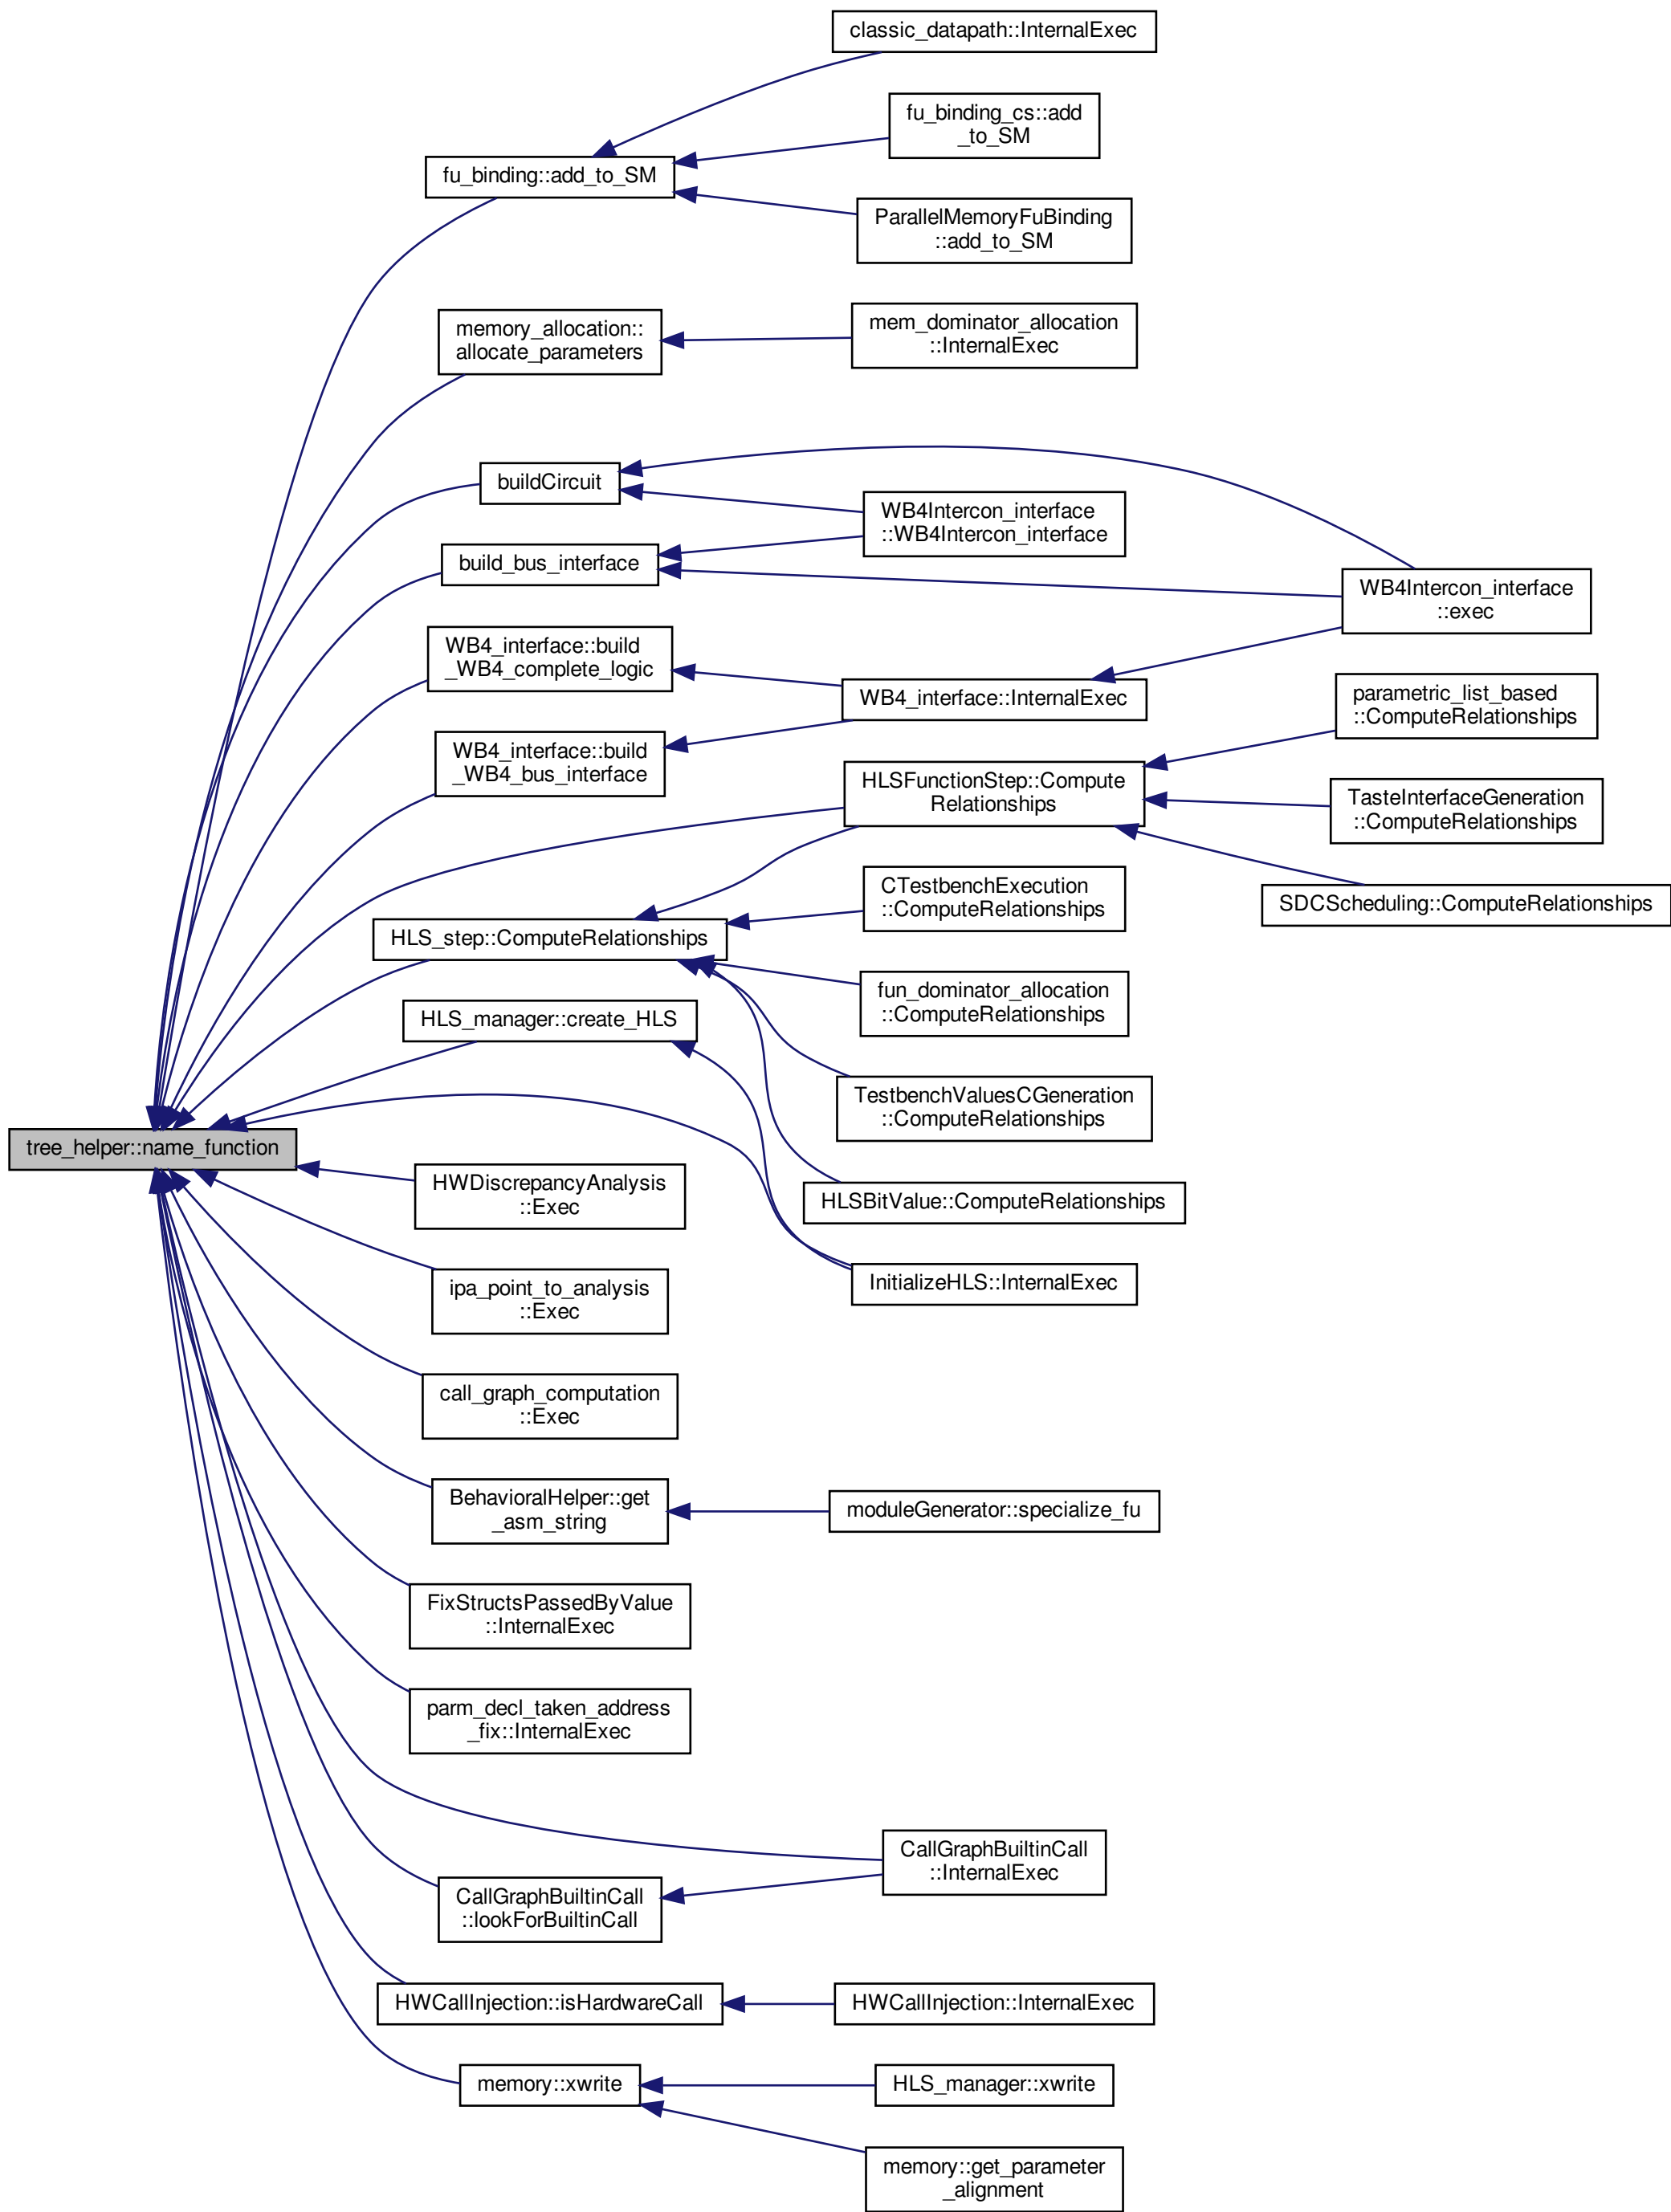 classic_datapath::InternalExec
fu_binding_cs::add
_to_SM
fu_binding::add_to_SM
ParallelMemoryFuBinding
::add_to_SM
memory_allocation::
allocate_parameters
mem_dominator_allocation
::InternalExec
buildCircuit
WB4Intercon_interface
::WB4Intercon_interface
build_bus_interface
WB4Intercon_interface
::exec
WB4_interface::build
_WB4_complete_logic
WB4_interface::InternalExec
parametric_list_based
::ComputeRelationships
WB4_interface::build
_WB4_bus_interface
HLSFunctionStep::Compute
Relationships
TasteInterfaceGeneration
::ComputeRelationships
CTestbenchExecution
::ComputeRelationships
SDCScheduling::ComputeRelationships
HLS_step::ComputeRelationships
fun_dominator_allocation
::ComputeRelationships
HLS_manager::create_HLS
TestbenchValuesCGeneration
::ComputeRelationships
tree_helper::name_function
HWDiscrepancyAnalysis
::Exec
HLSBitValue::ComputeRelationships
ipa_point_to_analysis
::Exec
InitializeHLS::InternalExec
call_graph_computation
::Exec
BehavioralHelper::get
_asm_string
moduleGenerator::specialize_fu
FixStructsPassedByValue
::InternalExec
parm_decl_taken_address
_fix::InternalExec
CallGraphBuiltinCall
::InternalExec
CallGraphBuiltinCall
::lookForBuiltinCall
HWCallInjection::isHardwareCall
HWCallInjection::InternalExec
memory::xwrite
HLS_manager::xwrite
memory::get_parameter
_alignment